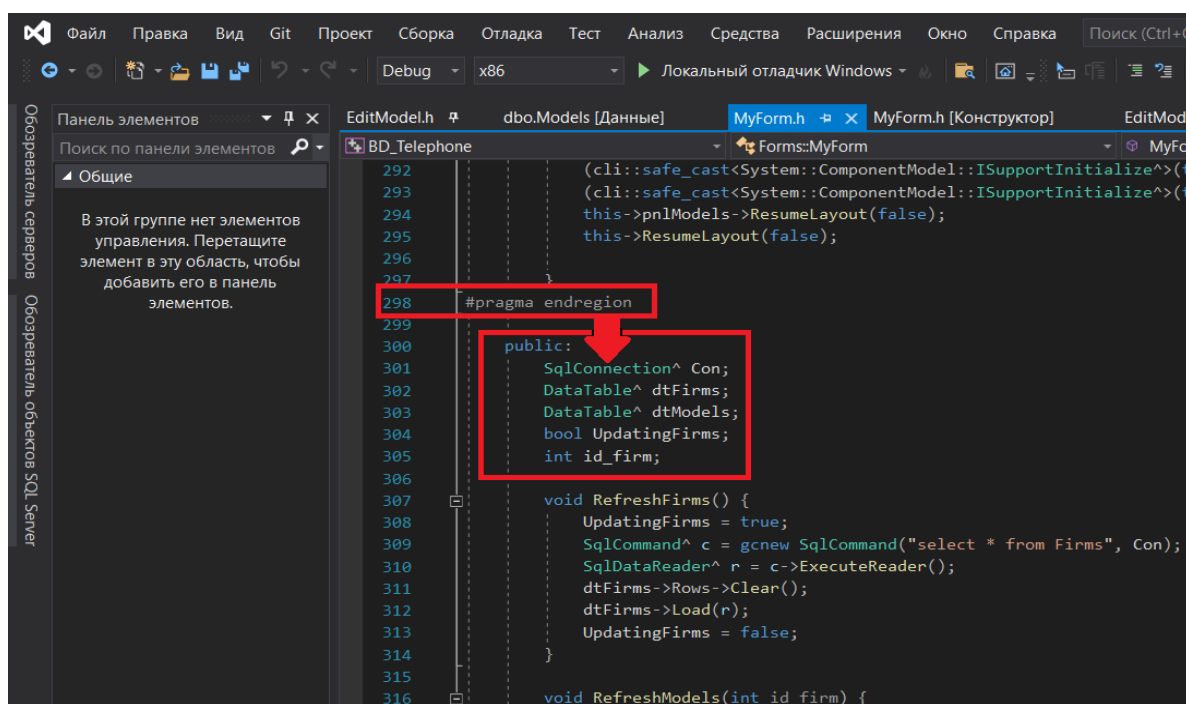 Файл Правка Вид Git Проект Сборка Отладка Тест Анализ Средства Расширения Окно Справка Поиск (Ctrl+
Debug x86 Локальный отладчик Windows
Обозреватель серверов
Обозреватель объектов SQL Server
Панель элементов
Поиск по панели элементов
Общие
В этой группе нет элементов
управления. Перетащите
элемент в эту область, чтобы
добавить его в панель
элементов.
EditModel.h dbo.Models [Данные] MyForm.h MyForm.h [Конструктор] EditMod
BD_Telephone Forms::MyForm MyFo
292 (cli::safe_cast<System::ComponentModel::ISupportInitialize^>(
293 (cli::safe_cast<System::ComponentModel::ISupportInitialize^>(
294 this->pnlModels->ResumeLayout(false);
295 this->ResumeLayout(false);
296
297 }
298 #pragma endregion
299
300 public:
301 SqlConnection^ Con;
302 DataTable^ dtFirms;
303 DataTable^ dtModels;
304 bool UpdatingFirms;
305 int id_firm;
306
307 void RefreshFirms() {
308 UpdatingFirms = true;
309 SqlCommand^ c = gcnew SqlCommand("select * from Firms", Con);
310 SqlDataReader^ r = c->ExecuteReader();
311 dtFirms->Rows->Clear();
312 dtFirms->Load(r);
313 UpdatingFirms = false;
314 }
315
316 void RefreshModels(int id_firm) {